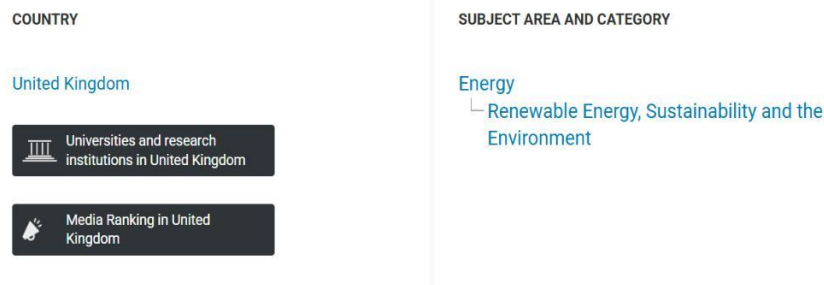 COUNTRY
United Kingdom
Universities and research
institutions in United Kingdom
Media Ranking in United
Kingdom
SUBJECT AREA AND CATEGORY
Energy
Renewable Energy, Sustainability and the
Environment